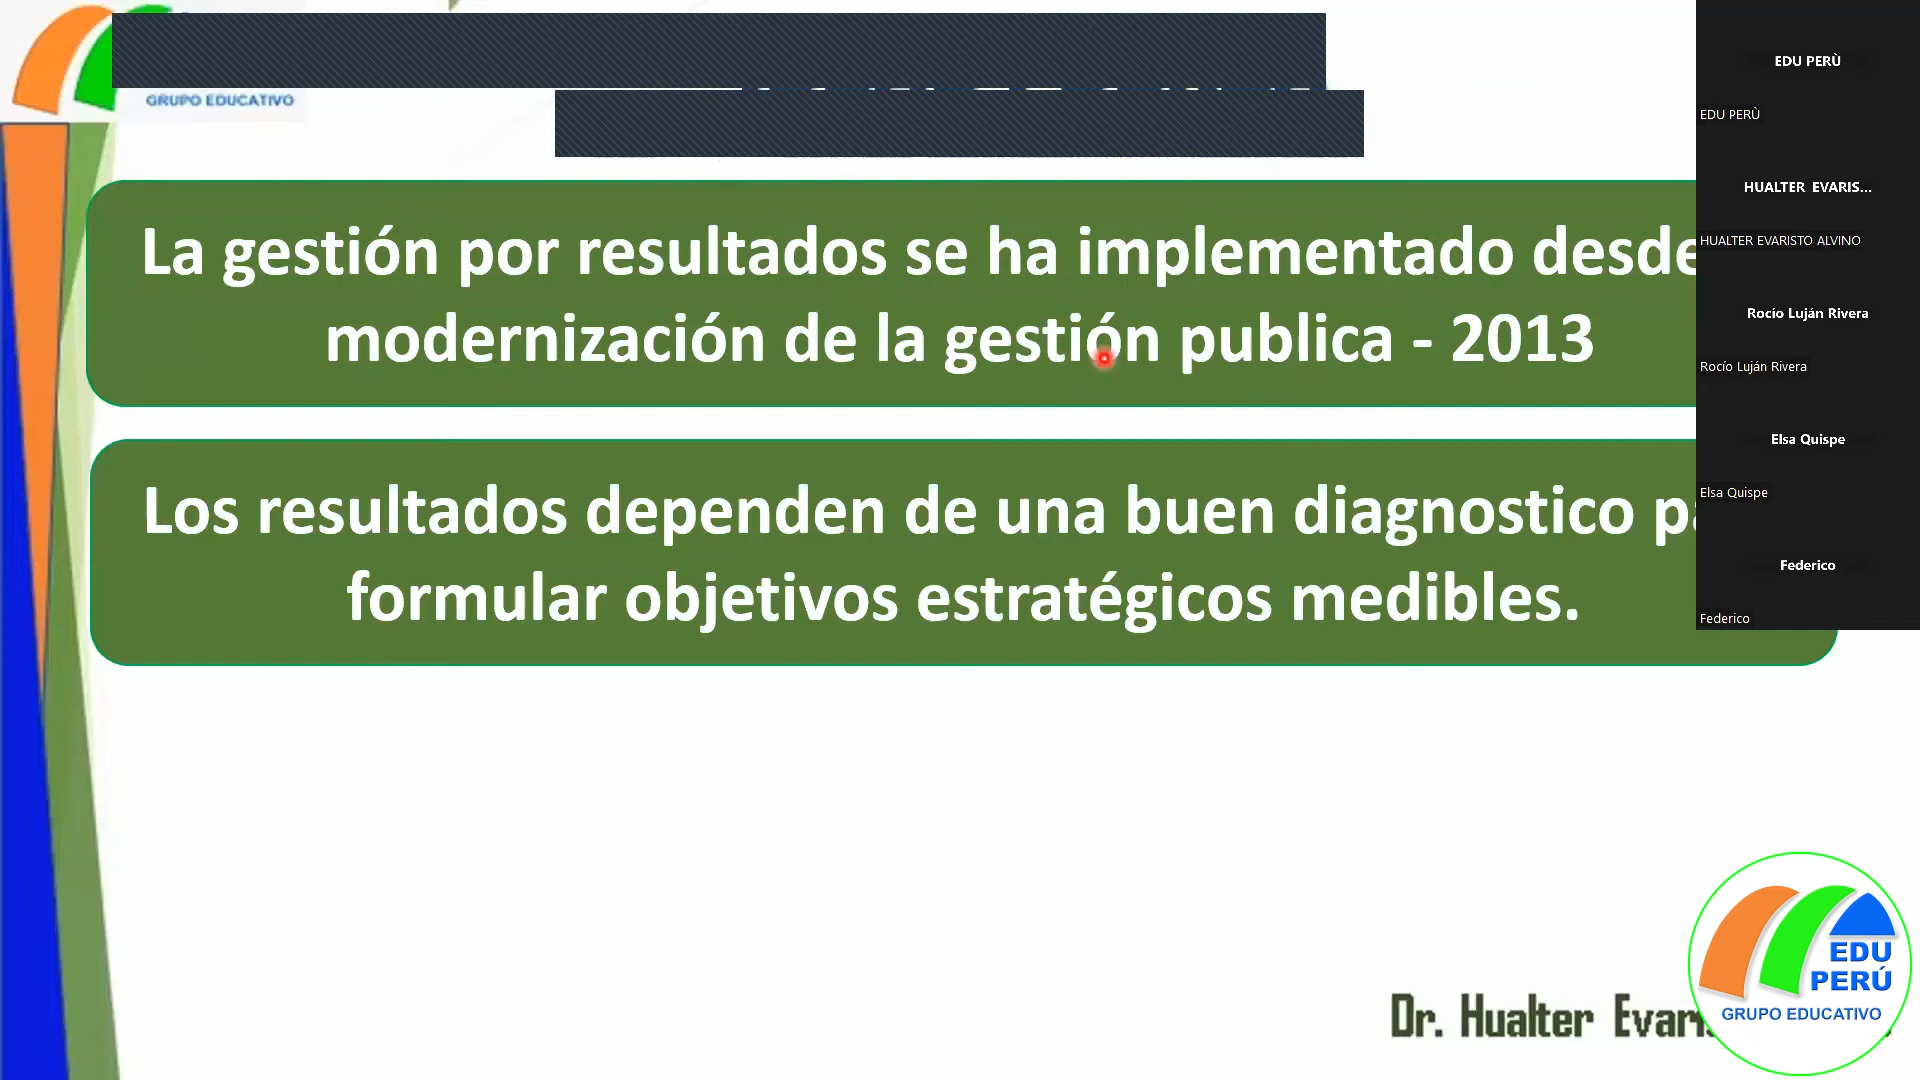 GRUPO EDUCATIVO
La gestión por resultados se ha implementado desde
modernización de la gestión publica - 2013
Los resultados dependen de una buen diagnostico
formular objetivos estratégicos medibles.
EDU PERÙ
EDU PERÙ
HUALTER EVARIS...
HUALTER EVARISTO ALVINO
Rocío Luján Rivera
Rocío Luján Rivera
Elsa Quispe
Elsa Quispe
Federico
Federico
Dr. Hualter
EDU
PERÚ
GRUPO EDUCATIVO